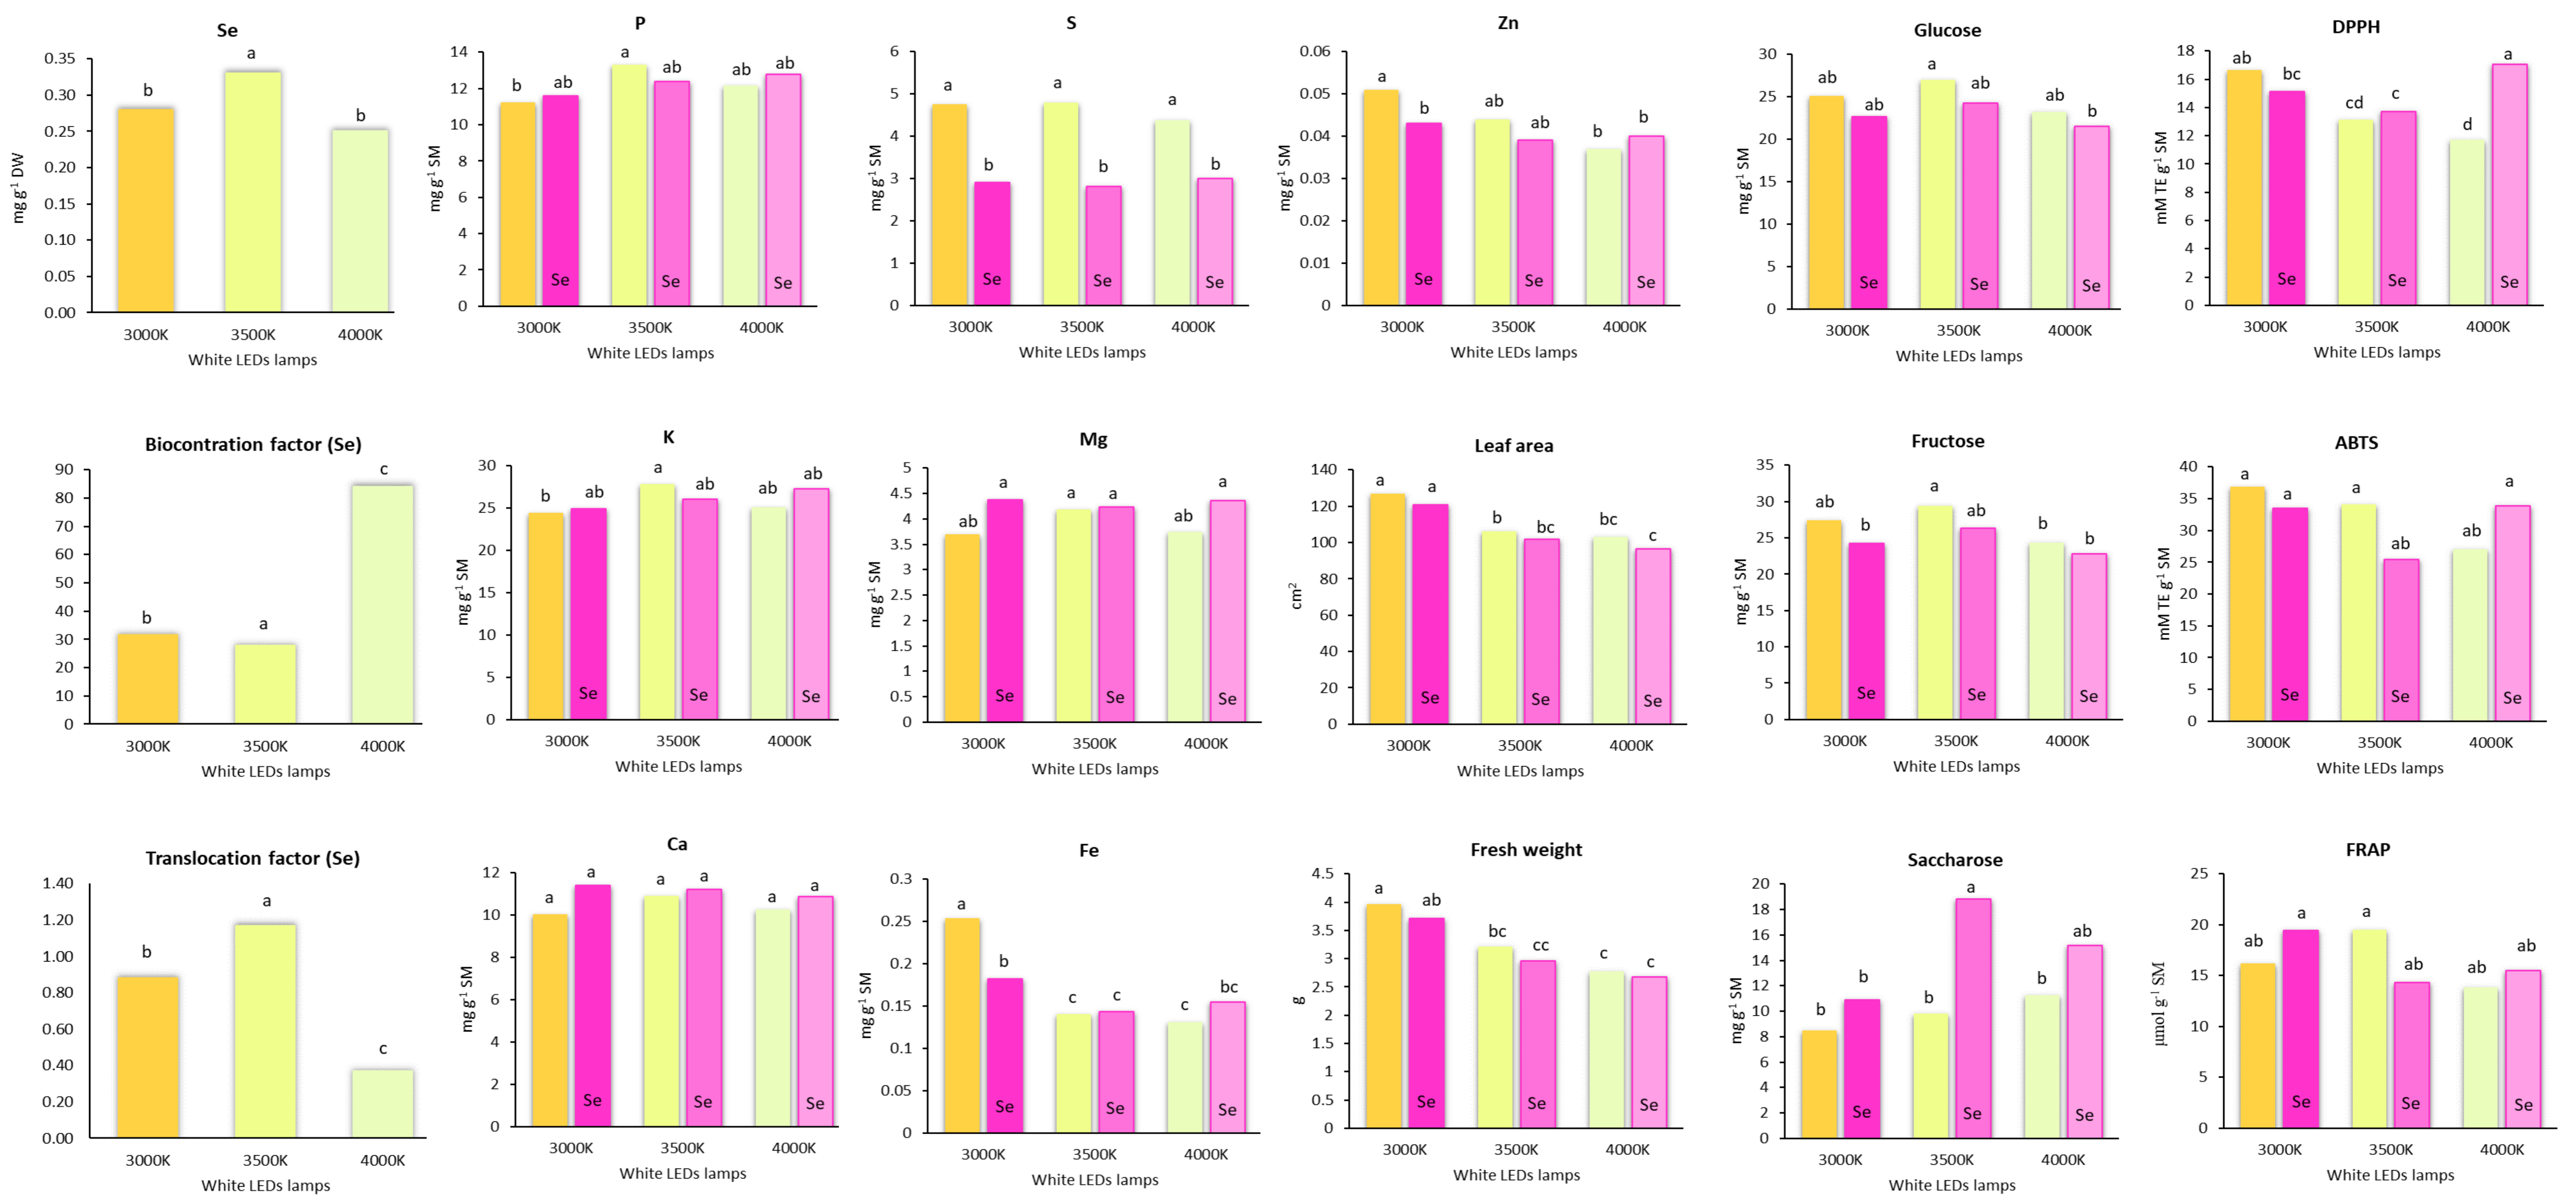 Se
0.35
0.30
0.25
0.20
0.15
0.10
0.05
0.00
mg g-1 DW
b
a
b
3000K 3500K 4000K
White LEDs lamps
P
14
12
10
8
6
4
2
0
mg g-1 SM
b ab a ab ab ab
Se Se Se
3000K 3500K 4000K
White LEDs lamps
S
6
5
4
3
2
1
0
mg g-1 SM
a b a b a b
Se Se Se
3000K 3500K 4000K
White LEDs lamps
Zn
0.06
0.05
0.04
0.03
0.02
0.01
0
mg g-1 SM
a b ab ab b b
Se Se Se
3000K 3500K 4000K
White LEDs lamps
Glucose
30
25
20
15
10
5
0
mg g-1 SM
ab ab a ab ab b
Se Se Se
3000K 3500K 4000K
White LEDs lamps
DPPH
18
16
14
12
10
8
6
4
2
0
mM TE g-1 SM
ab bc cd c d a
Se Se Se
3000K 3500K 4000K
White LEDs lamps
Biocontration factor (Se)
90
80
70
60
50
40
30
20
10
0
b a c
3000K 3500K 4000K
White LEDs lamps
K
30
25
20
15
10
5
0
mg g-1 SM
b ab a ab ab ab
Se Se Se
3000K 3500K 4000K
White LEDs lamps
Mg
5
4.5
4
3.5
3
2.5
2
1.5
1
0.5
0
mg g-1 SM
ab a a a ab a
Se Se Se
3000K 3500K 4000K
White LEDs lamps
Leaf area
140
120
100
80
60
40
20
0
cm2
a a b bc bc c
Se Se Se
3000K 3500K 4000K
White LEDs lamps
Fructose
35
30
25
20
15
10
5
0
mg g-1 SM
ab b a ab b b
Se Se Se
3000K 3500K 4000K
White LEDs lamps
ABTS
40
35
30
25
20
15
10
5
0
mM TE g-1 SM
a a a ab ab a
Se Se Se
3000K 3500K 4000K
White LEDs lamps
Translocation factor (Se)
1.40
1.20
1.00
0.80
0.60
0.40
0.20
0.00
b a c
3000K 3500K 4000K
White LEDs lamps
Ca
12
10
8
6
4
2
0
mg g-1 SM
a a a a a a
Se Se Se
3000K 3500K 4000K
White LEDs lamps
Fe
0.3
0.25
0.2
0.15
0.1
0.05
0
mg g-1 SM
a b c c c bc
Se Se Se
3000K 3500K 4000K
White LEDs lamps
Fresh weight
4.5
4
3.5
3
2.5
2
1.5
1
0.5
0
g
a ab bc cc c c
Se Se Se
3000K 3500K 4000K
White LEDs lamps
Saccharose
20
18
16
14
12
10
8
6
4
2
0
mg g-1 SM
b b b a b ab
Se Se Se
3000K 3500K 4000K
White LEDs lamps
FRAP
25
20
15
10
5
0
µmol g-1 SM
ab a a ab ab ab
Se Se Se
3000K 3500K 4000K
White LEDs lamps